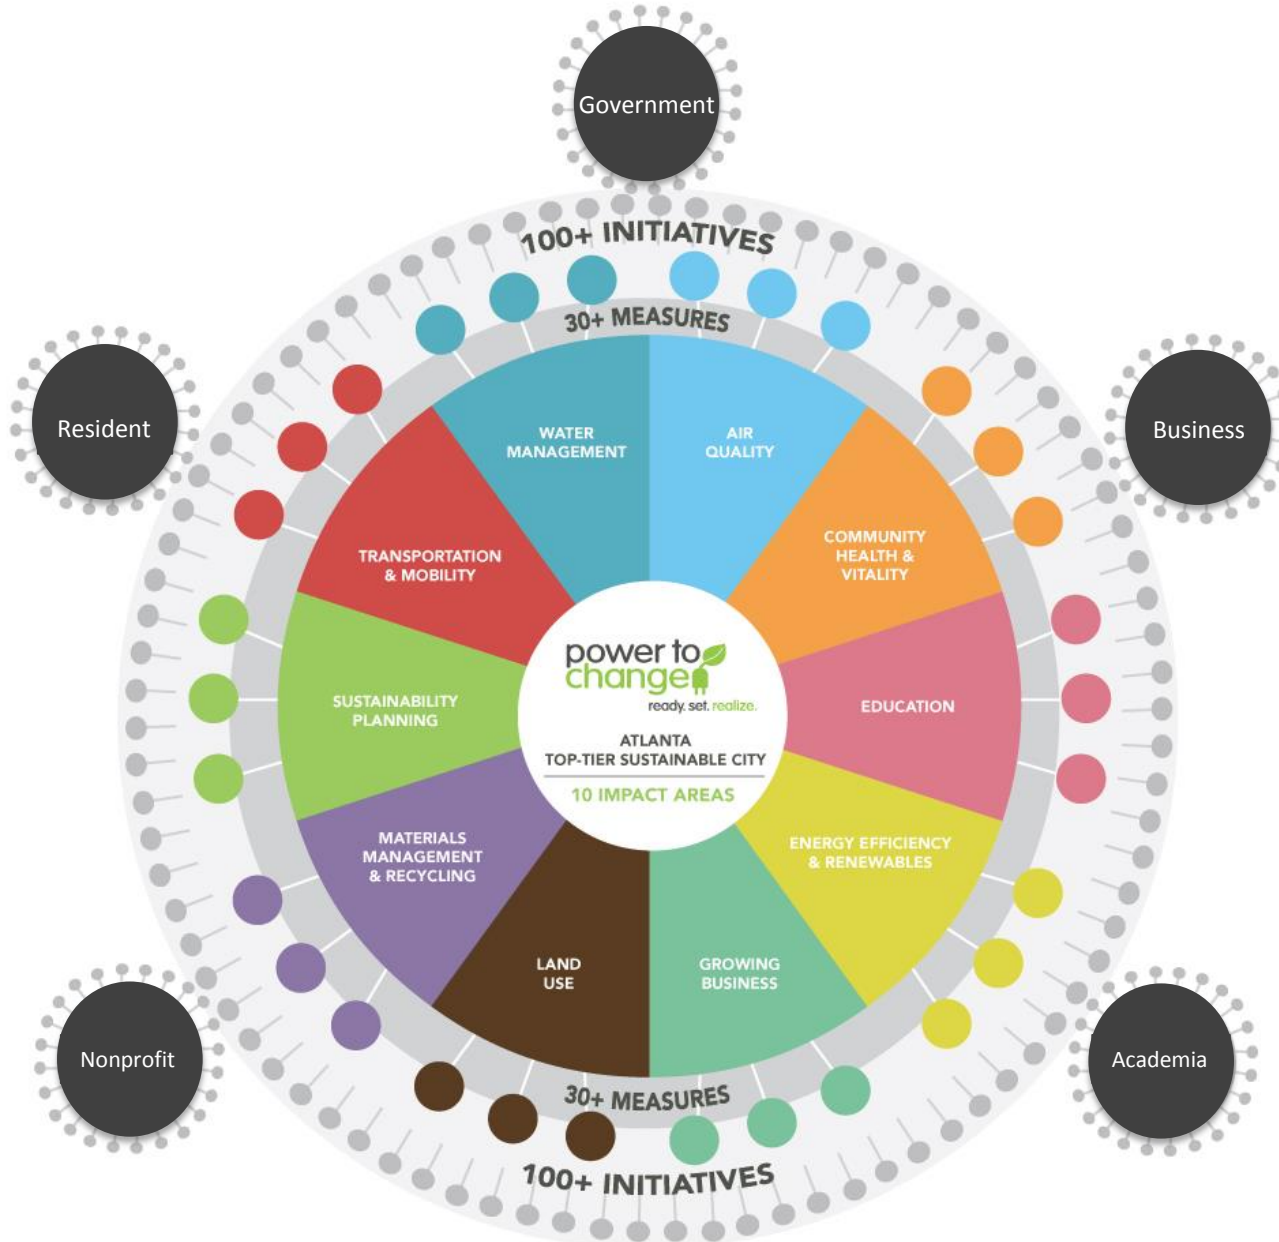 Government
100+ INITIATIVES
30+ MEASURES
Resident
Business
WATER
MANAGEMENT
AIR
QUALITY
TRANSPORTATION
& MOBILITY
COMMUNITY
HEALTH &
VITALITY
SUSTAINABILITY
PLANNING
power to
change
ready. set. realize.
ATLANTA
TOP-TIER SUSTAINABLE CITY
10 IMPACT AREAS
EDUCATION
MATERIALS
MANAGEMENT
& RECYCLING
ENERGY EFFICIENCY
& RENEWABLES
LAND
USE
GROWING
BUSINESS
Nonprofit
Academia
30+ MEASURES
100+ INITIATIVES